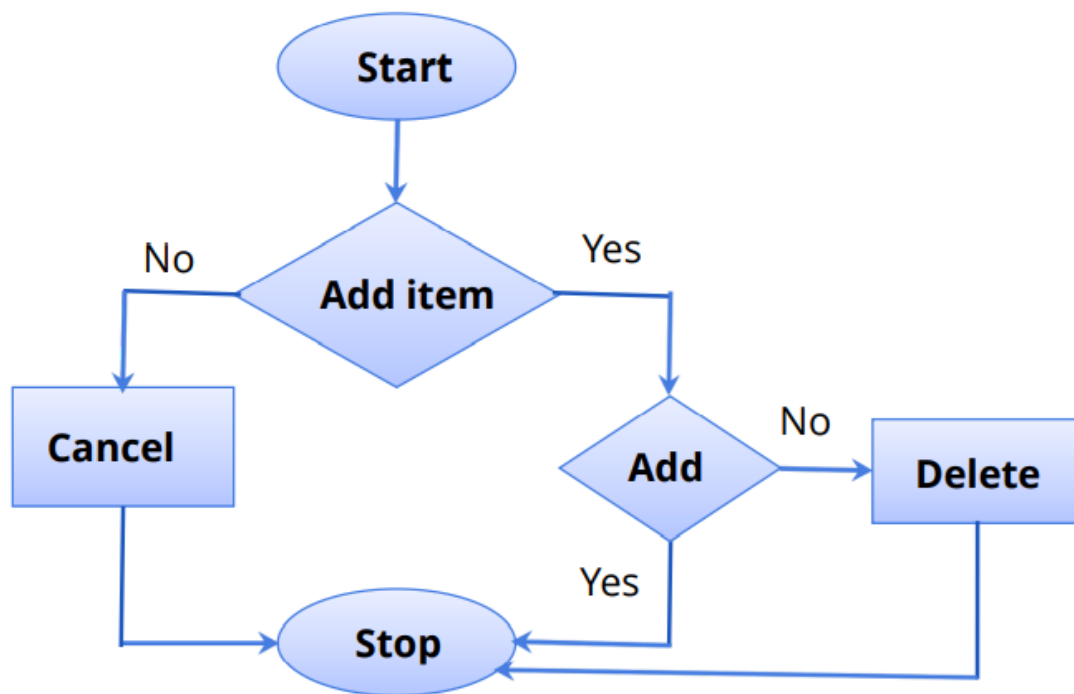 Start
No
Yes
Add item
Cancel
Add
No
Delete
Yes
Stop